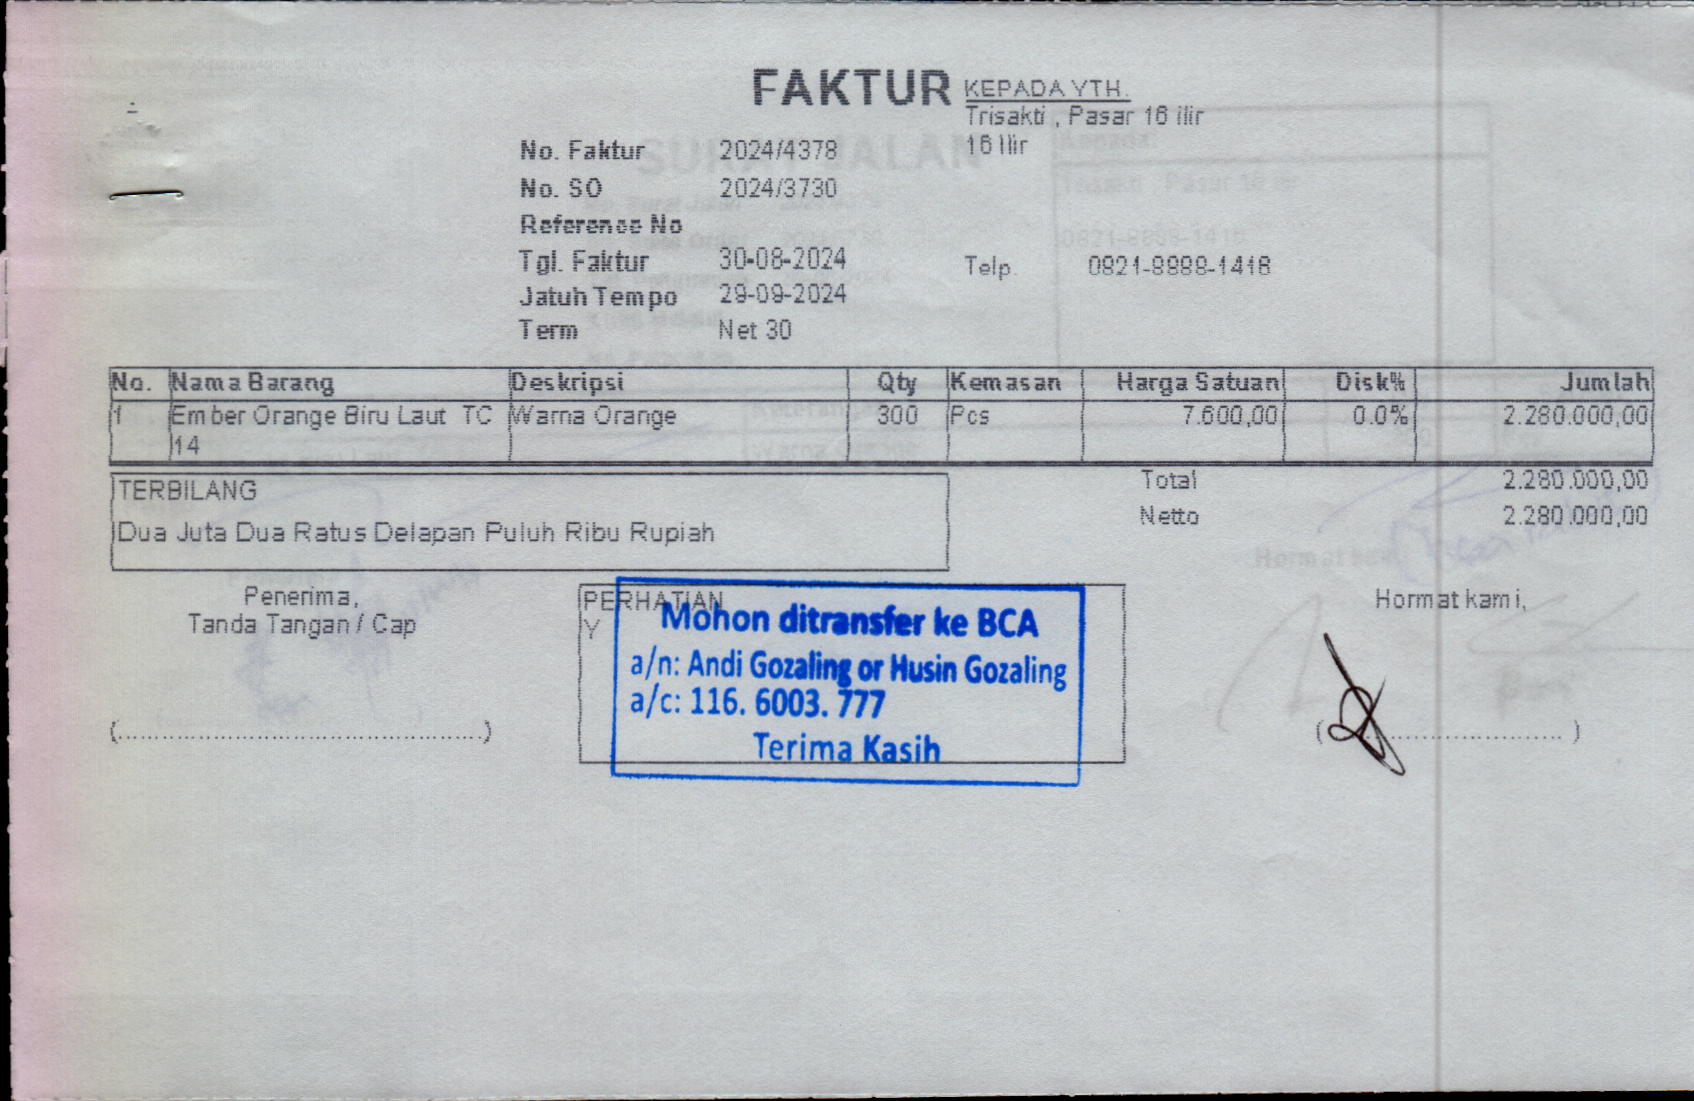 FAKTUR
KEPADA YTH.
Trisakti , Pasar 16 ilir
16 Ilir
No. Faktur 2024/4378
No. SO 2024/3730
Reference No
Tgl. Faktur 30-08-2024
Telp. 0821-8888-1418
Jatuh Tempo 29-09-2024
Term Net 30
No. Nama Barang Deskripsi Qty Kemasan Harga Satuan Disk% Jumlah
1 Ember Orange Biru Laut TC Warna Orange 300 Pcs 7.600,00 0.0% 2.280.000,00
14
Total 2.280.000,00
Netto 2.280.000,00
TERBILANG
Dua Juta Dua Ratus Delapan Puluh Ribu Rupiah
Penerima,
Tanda Tangan / Cap
(............................................)
PERHATIAN
Y
Mohon ditransfer ke BCA
a/n: Andi Gozaling or Husin Gozaling
a/c: 116. 6003. 777
Terima Kasih
Hormat kami,
(............................... )